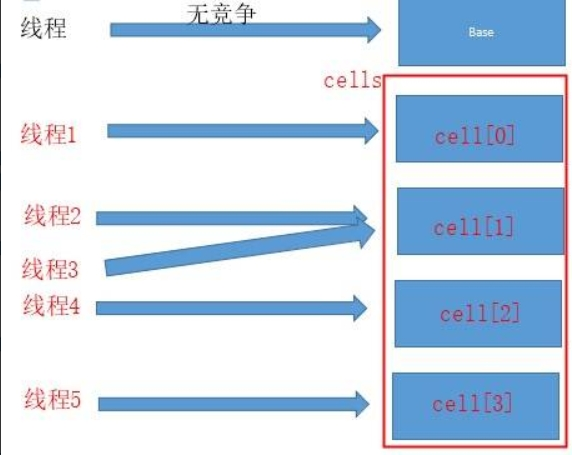 线程
无竞争
Base
cells
线程1
cell[0]
线程2
cell[1]
线程3
线程4
cell[2]
线程5
cell[3]